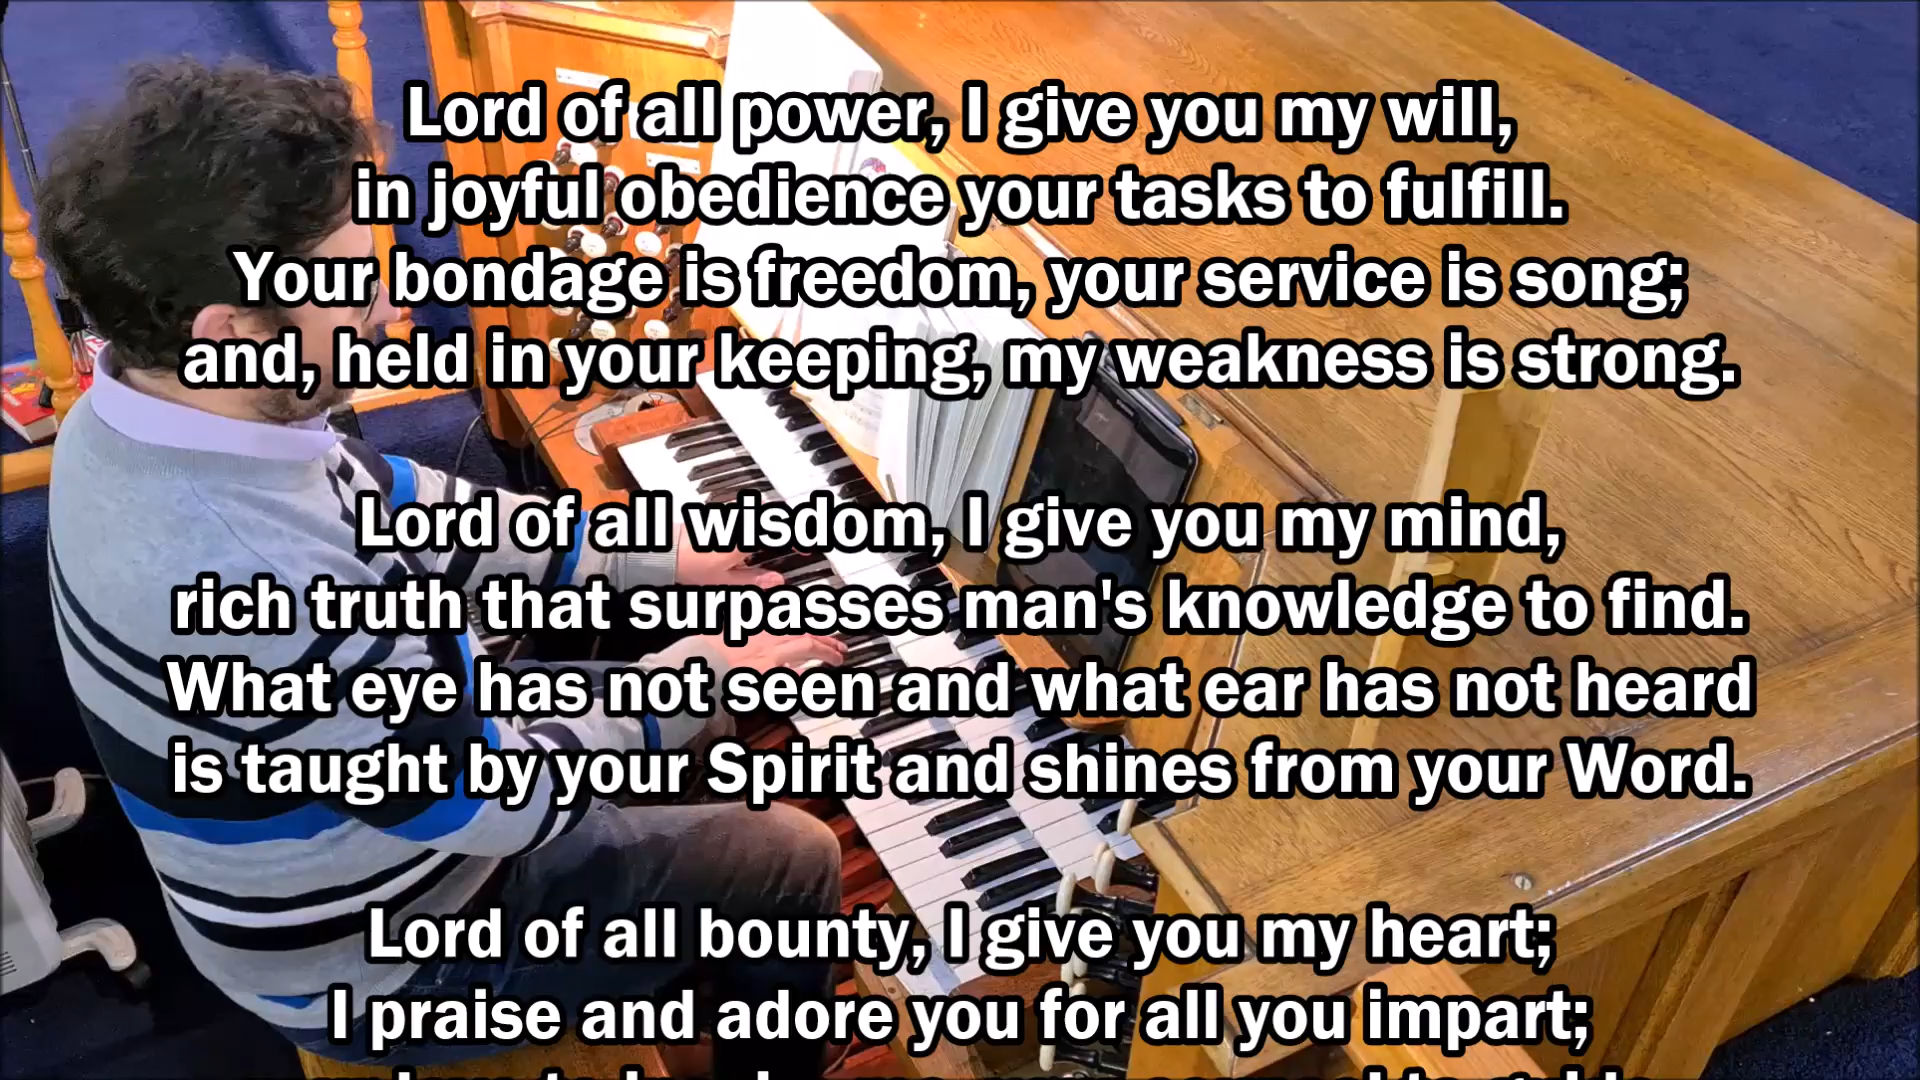 Lord of all power, I give you my will,
in joyful obedience your tasks to fulfill.
Your bondage is freedom, your service is song;
and, held in your keeping, my weakness is strong.
Lord of all wisdom, I give you my mind,
rich truth that surpasses man's knowledge to find.
What eye has not seen and what ear has not heard
is taught by your Spirit and shines from your Word.
Lord of all bounty, I give you my heart;
I praise and adore you for all you impart;